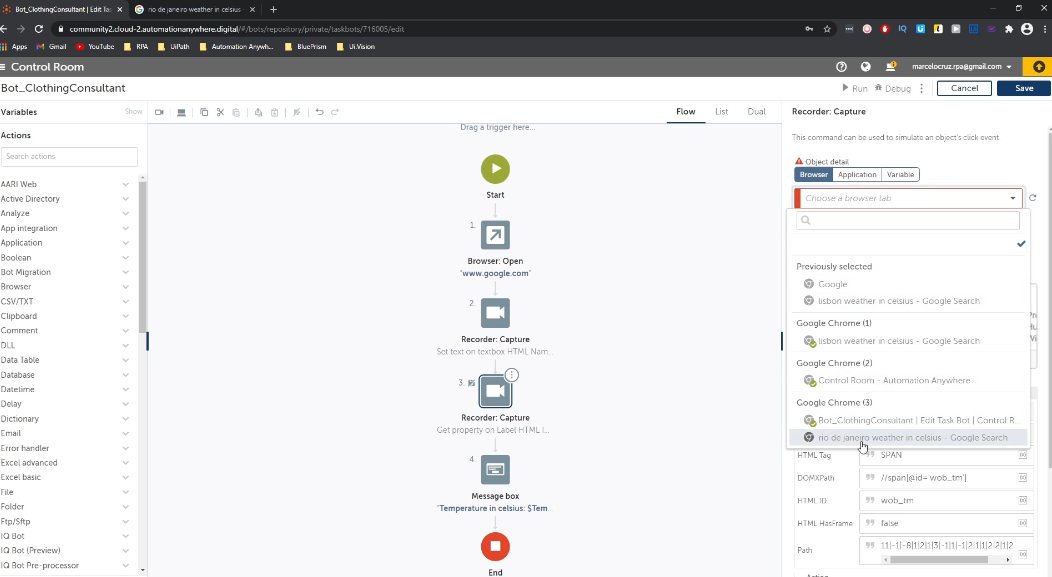 Bot_ClothingConsultant | Edit Tas
rio de janeiro weather in celsius -
community2.cloud-2.automationanywhere.digital/#/bots/repository/private/taskbots/716005/edit
Apps Gmail YouTube RPA UiPath Automation Anywh... BluePrism Ui.Vision
Control Room
marcelocruz.rpa@gmail.com
Bot_ClothingConsultant
Run Debug Cancel Save
Variables Show
Flow List Dual
Recorder: Capture
Drag a trigger here...
Actions
This command can be used to simulate an object's click event.
Search actions
Object detail
Browser Application Variable
Choose a browser tab
AARI Web
Active Directory
Analyze
App integration
Application
Boolean
Bot Migration
Browser
CSV/TXT
Clipboard
Comment
DLL
Data Table
Database
Datetime
Delay
Dictionary
Email
Error handler
Excel advanced
Excel basic
File
Folder
Ftp/Sftp
IQ Bot
IQ Bot (Preview)
IQ Bot Pre-processor
Start
1.
Browser: Open
"www.google.com"
2.
Recorder: Capture
Set text on textbox HTML Nam...
3.
Recorder: Capture
Get property on Label HTML I...
4.
Message box
"Temperature in celsius: $Tem...
End
Previously selected
Google
lisbon weather in celsius - Google Search
Google Chrome (1)
lisbon weather in celsius - Google Search
Google Chrome (2)
Control Room - Automation Anywhere
Google Chrome (3)
Bot_ClothingConsultant | Edit Task Bot | Control R...
rio de janeiro weather in celsius - Google Search
HTML Tag SPAN
DOMXPath //span[@id='wob_tm']
HTML ID wob_tm
HTML HasFrame false
Path 11|-1|-8|1|2|1|3|-1|1|-1|2|1|1|2|2|1|2
Action